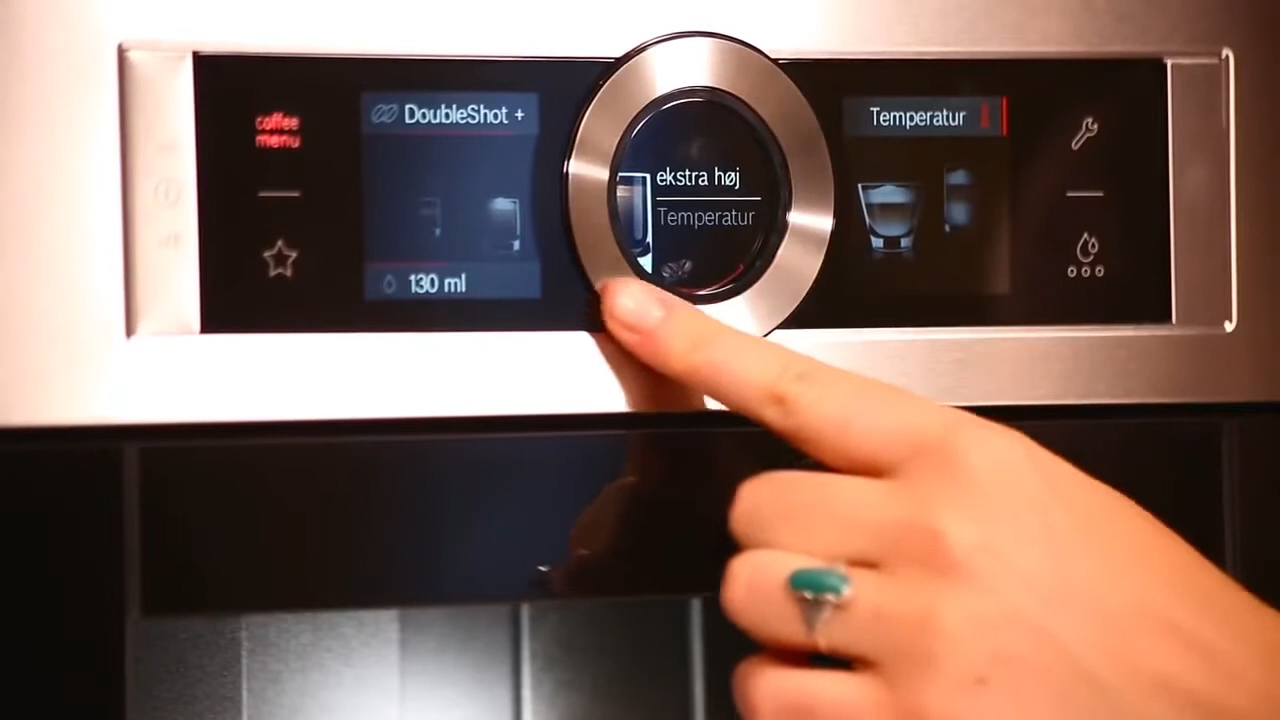 coffee
menu
DoubleShot +
130 ml
ekstra høj
Temperatur
Temperatur